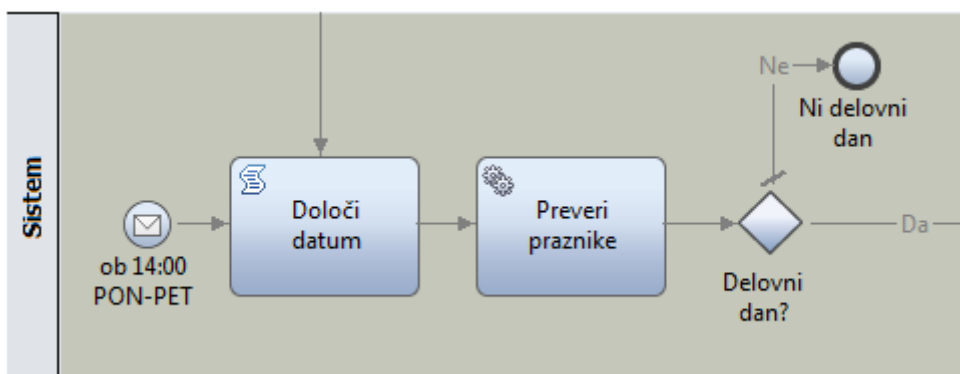 Sistem
ob 14:00
PON-PET
Določi
datum
Preveri
praznike
Delovni
dan?
Ne
Ni delovni
dan
Da